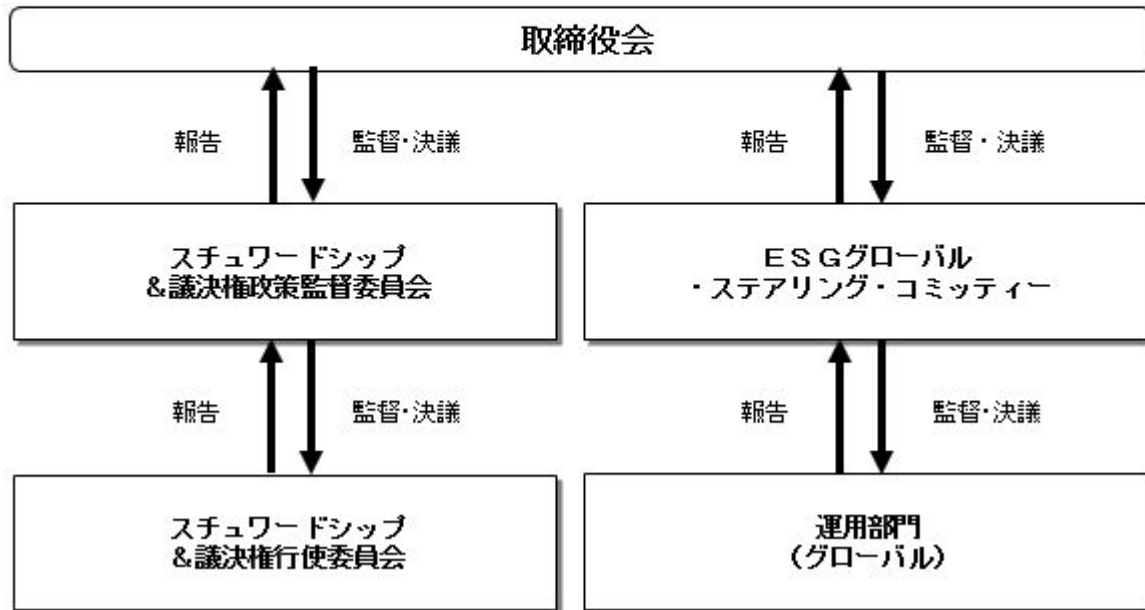 取締役会
報告
監督・決議
報告
監督・決議
スチュワードシップ
&議決権政策監督委員会
ESGグローバル
・ステアリング・コミッティー
報告
監督・決議
報告
監督・決議
スチュワードシップ
&議決権行使委員会
運用部門
(グローバル)